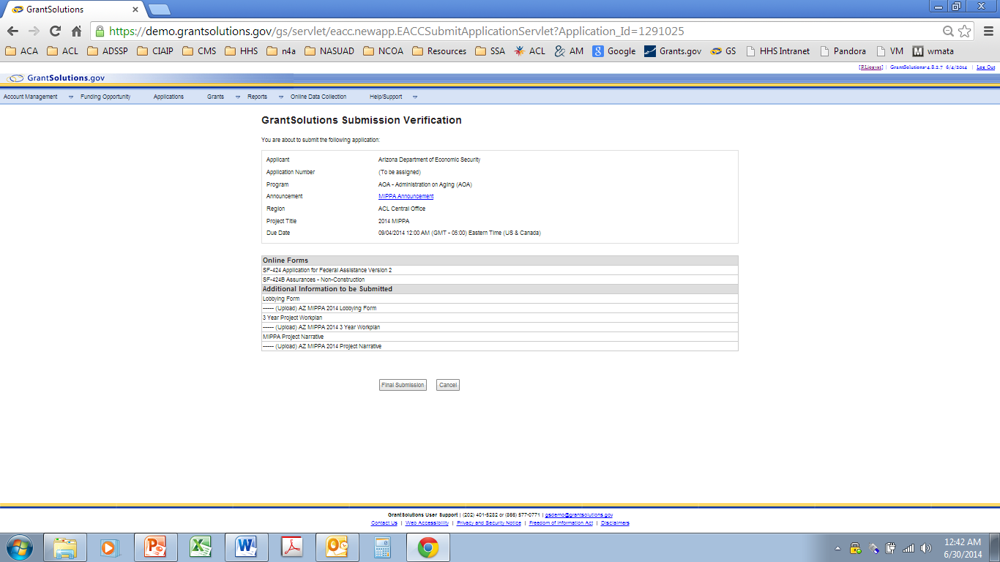 GrantSolutions
https://demo.grantsolutions.gov/gs/servlet/eacc.newapp.EACCSubmitApplicationServlet?Application_Id=1291025
ACA ACL ADSSP CIAIP CMS HHS n4a NASUAD NCOA Resources SSA ACL AM Google Grants.gov GS HHS Intranet Pandora VM wmata
GrantSolutions-4.8.2.7 6/4/2014 | Log Out
GrantSolutions.gov
Account Management Funding Opportunity Applications Grants Reports Online Data Collection Help/Support
GrantSolutions Submission Verification
You are about to submit the following application:
Applicant Arizona Department of Economic Security
Application Number (To be assigned)
Program AOA - Administration on Aging (AOA)
Announcement MIPPA Announcement
Region ACL Central Office
Project Title 2014 MIPPA
Due Date 09/04/2014 12:00 AM (GMT - 05:00) Eastern Time (US & Canada)
Online Forms
SF-424 Application for Federal Assistance Version 2
SF-424B Assurances - Non-Construction
Additional Information to be Submitted
Lobbying Form
----- (Upload) AZ MIPPA 2014 Lobbying Form
3 Year Project Workplan
----- (Upload) AZ MIPPA 2014 3 Year Workplan
MIPPA Project Narrative
----- (Upload) AZ MIPPA 2014 Project Narrative
Final Submission Cancel
GrantSolutions User Support | (202) 401-5282 or (866) 577-0771 | gsdemo@grantsolutions.gov
Contact Us | Web Accessibility | Privacy and Security Notice | Freedom of Information Act | Disclaimers
12:42 AM
6/30/2014